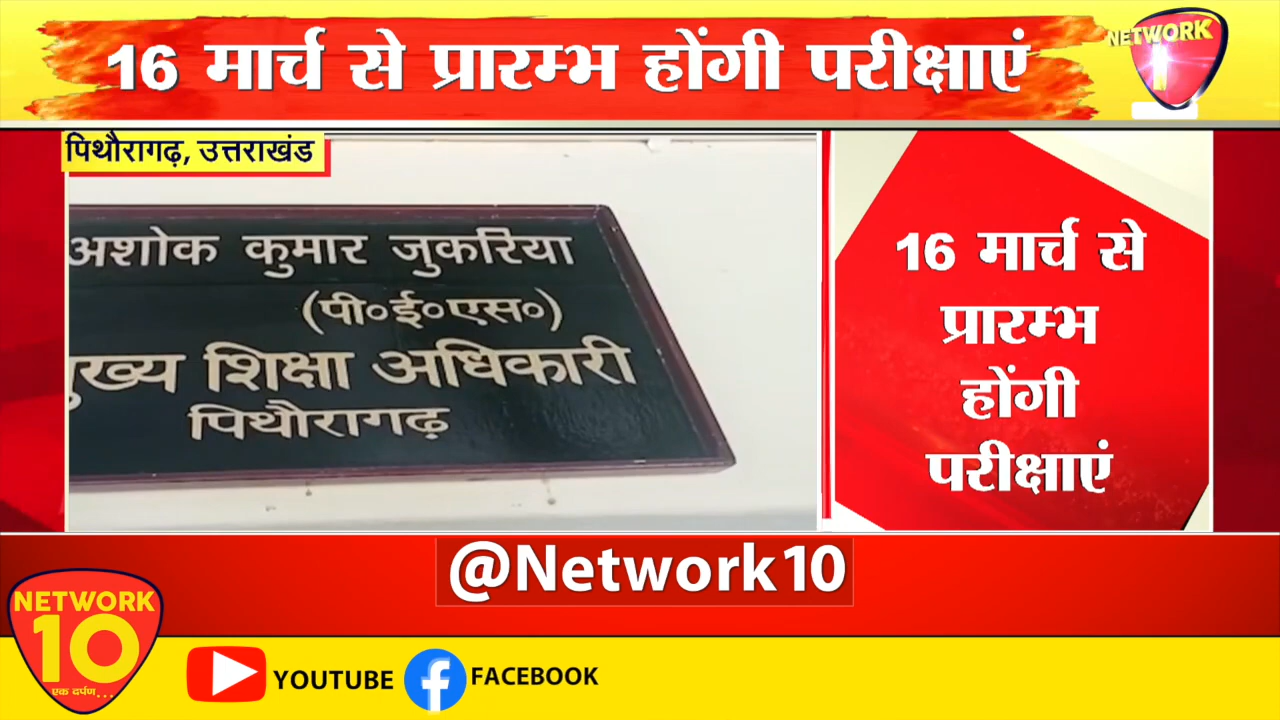 16 मार्च से प्रारम्भ होंगी परीक्षाएं
NETWORK
1
पिथौरागढ़, उत्तराखंड
अशोक कुमार जुकरिया
(पी०ई०एस०)
मुख्य शिक्षा अधिकारी
पिथौरागढ़
16 मार्च से
प्रारम्भ
होंगी
परीक्षाएं
@Network10
NETWORK
10
एक दर्पण...
YOUTUBE
FACEBOOK